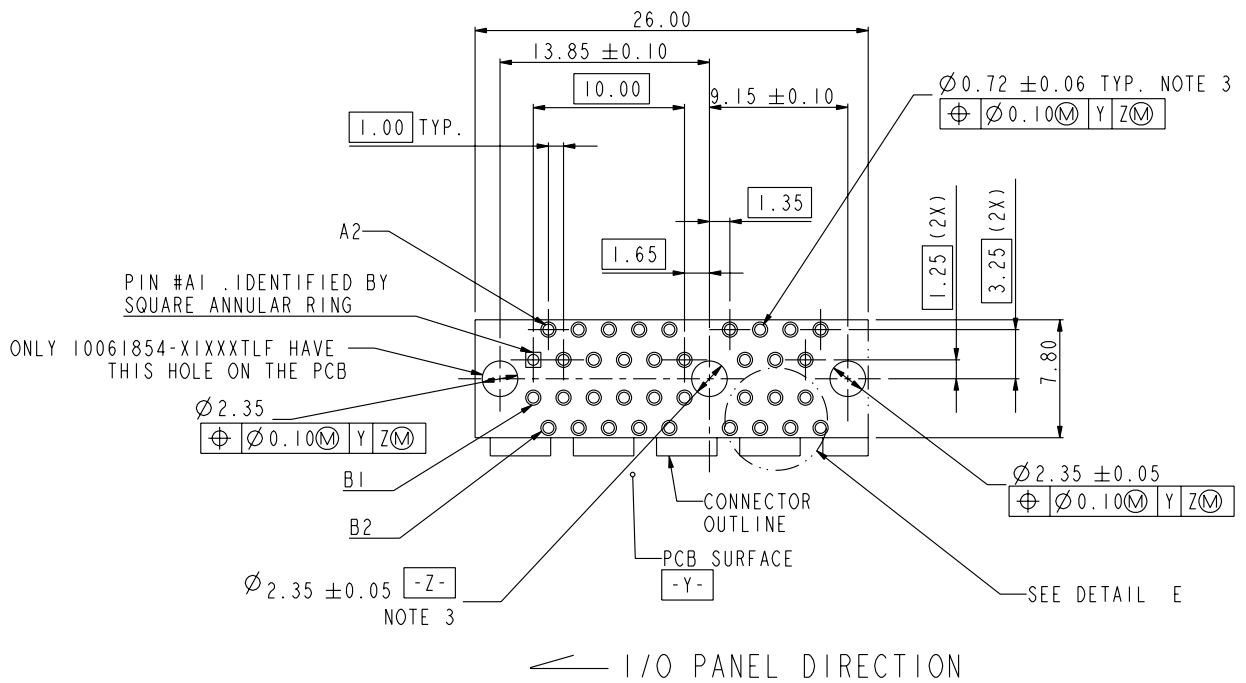 26.00
13.85 ±0.10
10.00
9.15 ±0.10
Ø0.72 ±0.06 TYP. NOTE 3
⌖ Ø0.10Ⓜ Y ZⓂ
1.00 TYP.
1.35
1.65
1.25 (2X)
3.25 (2X)
7.80
A2
PIN #A1 .IDENTIFIED BY
SQUARE ANNULAR RING
ONLY 10061854-X1XXXTLF HAVE
THIS HOLE ON THE PCB
Ø2.35
⌖ Ø0.10Ⓜ Y ZⓂ
B1
B2
Ø2.35 ±0.05 -Z-
NOTE 3
CONNECTOR
OUTLINE
PCB SURFACE
-Y-
Ø2.35 ±0.05
⌖ Ø0.10Ⓜ Y ZⓂ
SEE DETAIL E
I/O PANEL DIRECTION